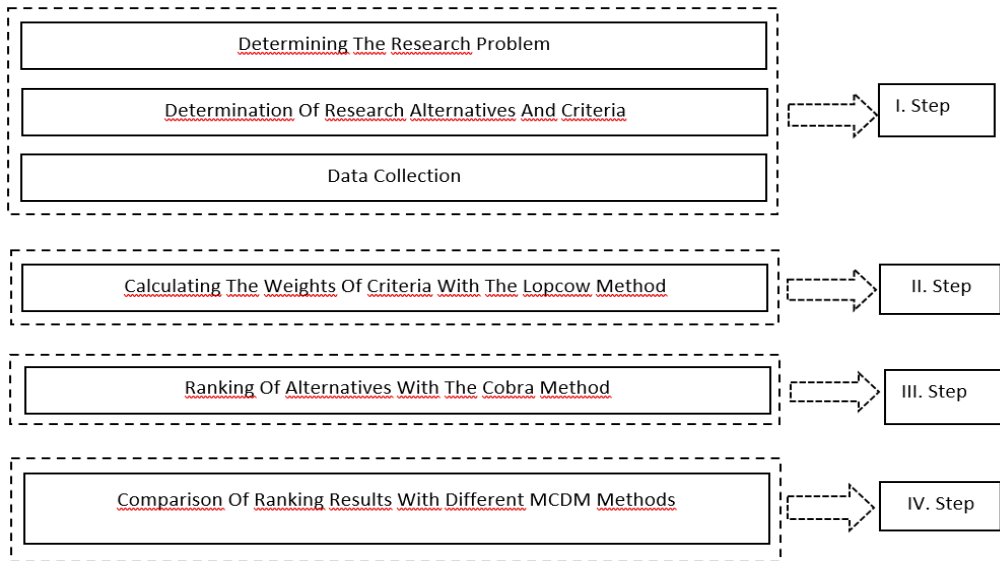 Determining The Research Problem
Determination Of Research Alternatives And Criteria
I. Step
Data Collection
Calculating The Weights Of Criteria With The Lopcow Method
II. Step
Ranking Of Alternatives With The Cobra Method
III. Step
Comparison Of Ranking Results With Different MCDM Methods
IV. Step